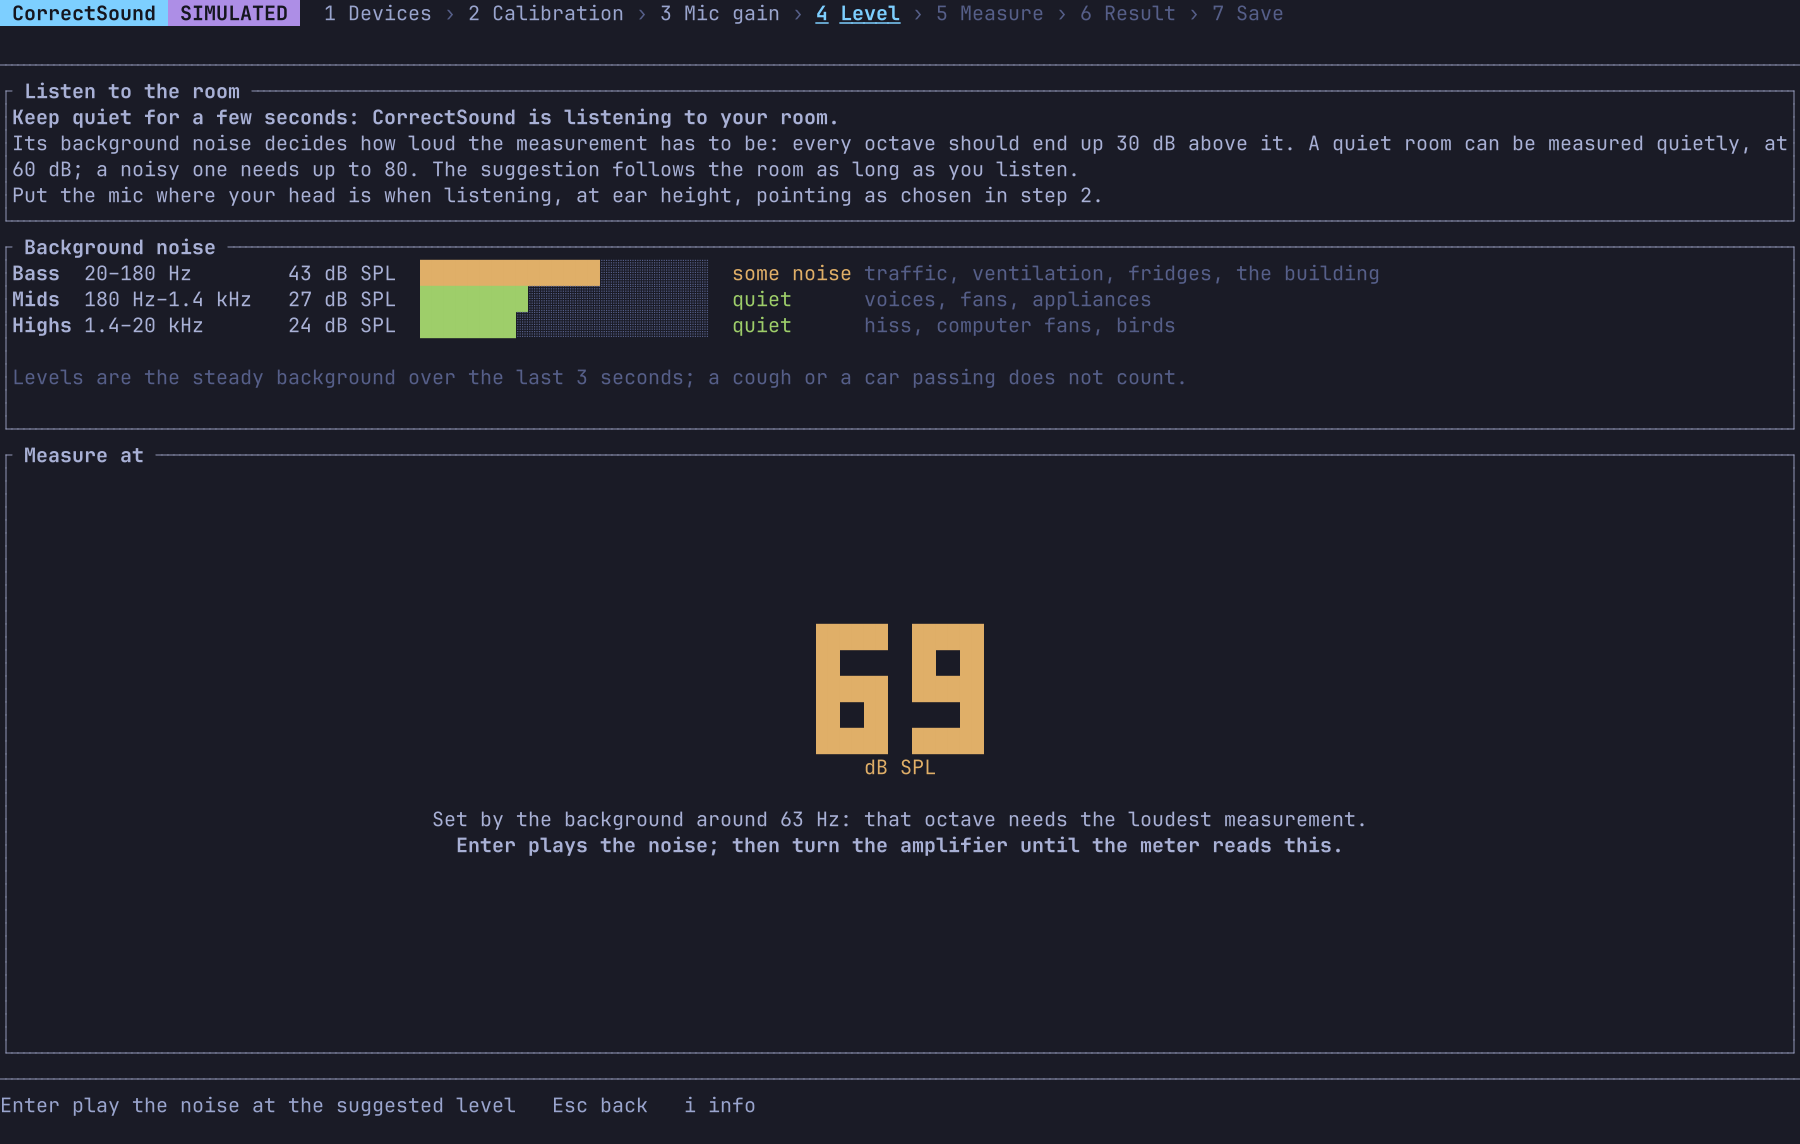 CorrectSound SIMULATED 1 Devices › 2 Calibration › 3 Mic gain › 4 Level › 5 Measure › 6 Result › 7 Save
Listen to the room
Keep quiet for a few seconds: CorrectSound is listening to your room.
Its background noise decides how loud the measurement has to be: every octave should end up 30 dB above it. A quiet room can be measured quietly, at
60 dB; a noisy one needs up to 80. The suggestion follows the room as long as you listen.
Put the mic where your head is when listening, at ear height, pointing as chosen in step 2.
Background noise
Bass 20–180 Hz 43 dB SPL some noise traffic, ventilation, fridges, the building
Mids 180 Hz–1.4 kHz 27 dB SPL quiet voices, fans, appliances
Highs 1.4–20 kHz 24 dB SPL quiet hiss, computer fans, birds
Levels are the steady background over the last 3 seconds; a cough or a car passing does not count.
Measure at
69
dB SPL
Set by the background around 63 Hz: that octave needs the loudest measurement.
Enter plays the noise; then turn the amplifier until the meter reads this.
Enter play the noise at the suggested level Esc back i info